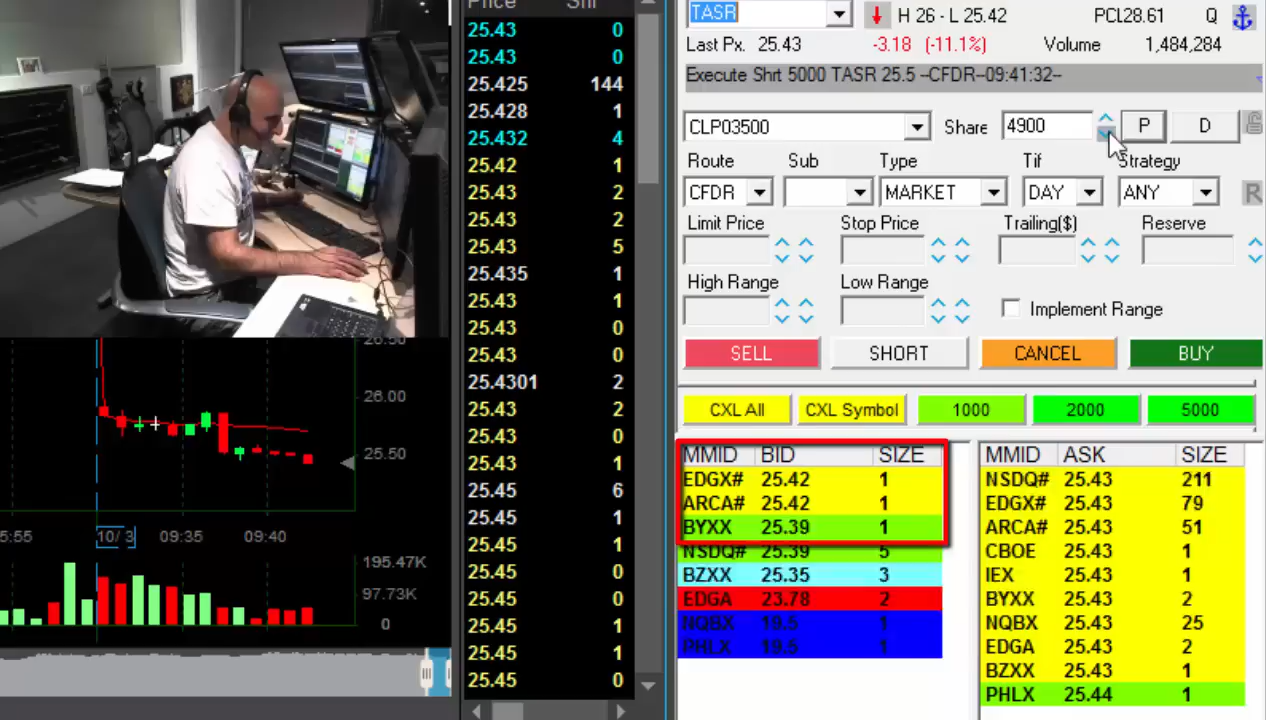 Price
25.43 0
25.43 0
25.425 144
25.428 1
25.432 4
25.42 1
25.43 2
25.43 2
25.43 5
25.435 1
25.43 1
25.43 0
25.43 0
25.4301 2
25.43 2
25.43 0
25.43 1
25.45 6
25.45 1
25.45 1
25.45 0
25.45 0
25.45 1
25.45 1
25.45 0
TASR H 26 - L 25.42 PCL28.61 Q
Last Px. 25.43 -3.18 (-11.1%) Volume 1,484,284
Execute Shrt 5000 TASR 25.5 --CFDR--09:41:32--
CLP03500 Share 4900 P D
Route Sub Type Tif Strategy
CFDR MARKET DAY ANY R
Limit Price Stop Price Trailing($) Reserve
High Range Low Range
Implement Range
SELL SHORT CANCEL BUY
CXL All CXL Symbol 1000 2000 5000
MMID BID SIZE
EDGX# 25.42 1
ARCA# 25.42 1
BYXX 25.39 1
NSDQ# 25.39 5
BZXX 25.35 3
EDGA 23.78 2
NQBX 19.5 1
PHLX 19.5 1
MMID ASK SIZE
NSDQ# 25.43 211
EDGX# 25.43 79
ARCA# 25.43 51
CBOE 25.43 1
IEX 25.43 1
BYXX 25.43 2
NQBX 25.43 25
EDGA 25.43 2
BZXX 25.43 1
PHLX 25.44 1
26.50
26.00
25.50
5:55 10/ 3 09:35 09:40
195.47K
97.73K
0